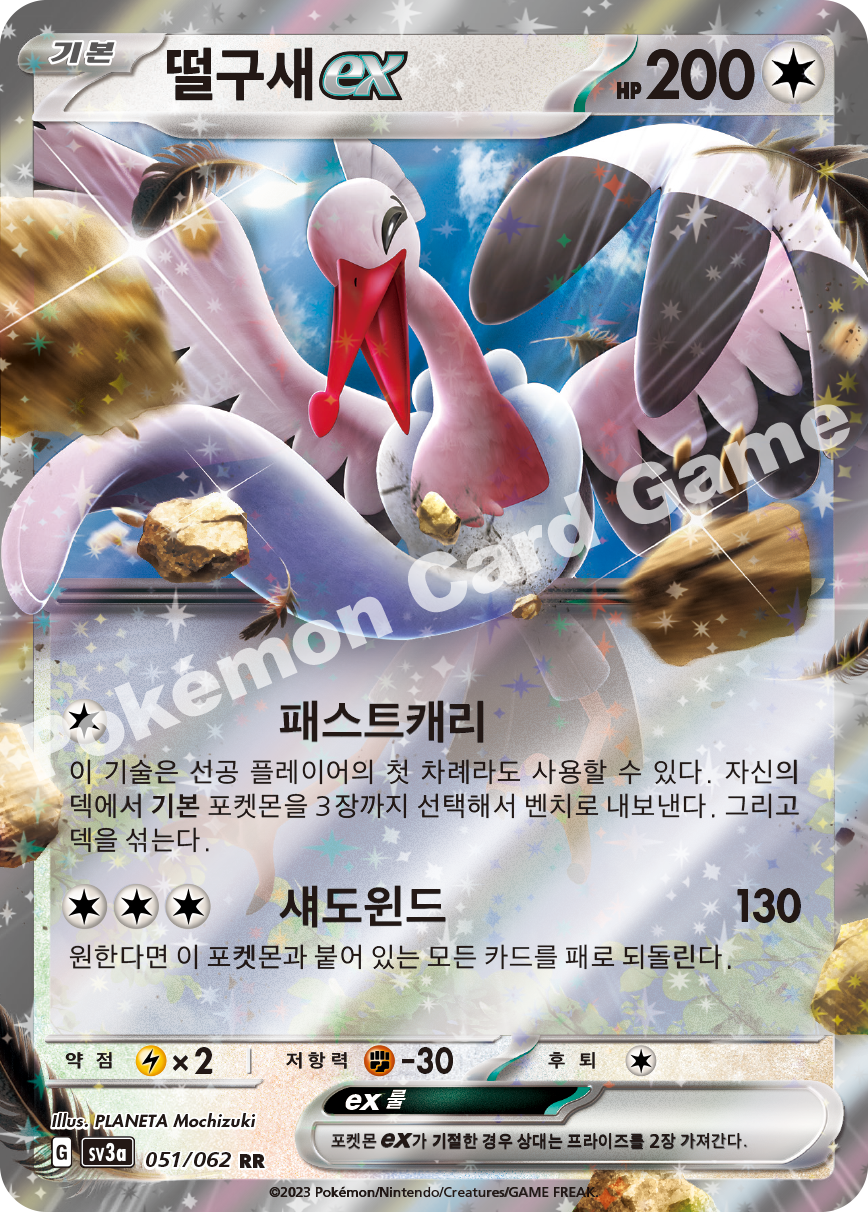 기본 떨구새ex HP 200
패스트캐리
이 기술은 선공 플레이어의 첫 차례라도 사용할 수 있다. 자신의
덱에서 기본 포켓몬을 3장까지 선택해서 벤치로 내보낸다. 그리고
덱을 섞는다.
섀도윈드 130
원한다면 이 포켓몬과 붙어 있는 모든 카드를 패로 되돌린다.
약점 ×2 저항력 -30 후퇴
ex 룰
포켓몬 ex가 기절한 경우 상대는 프라이즈를 2장 가져간다.
Illus. PLANETA Mochizuki
G sv3a 051/062 RR
©2023 Pokémon/Nintendo/Creatures/GAME FREAK.
Pokémon Card Game